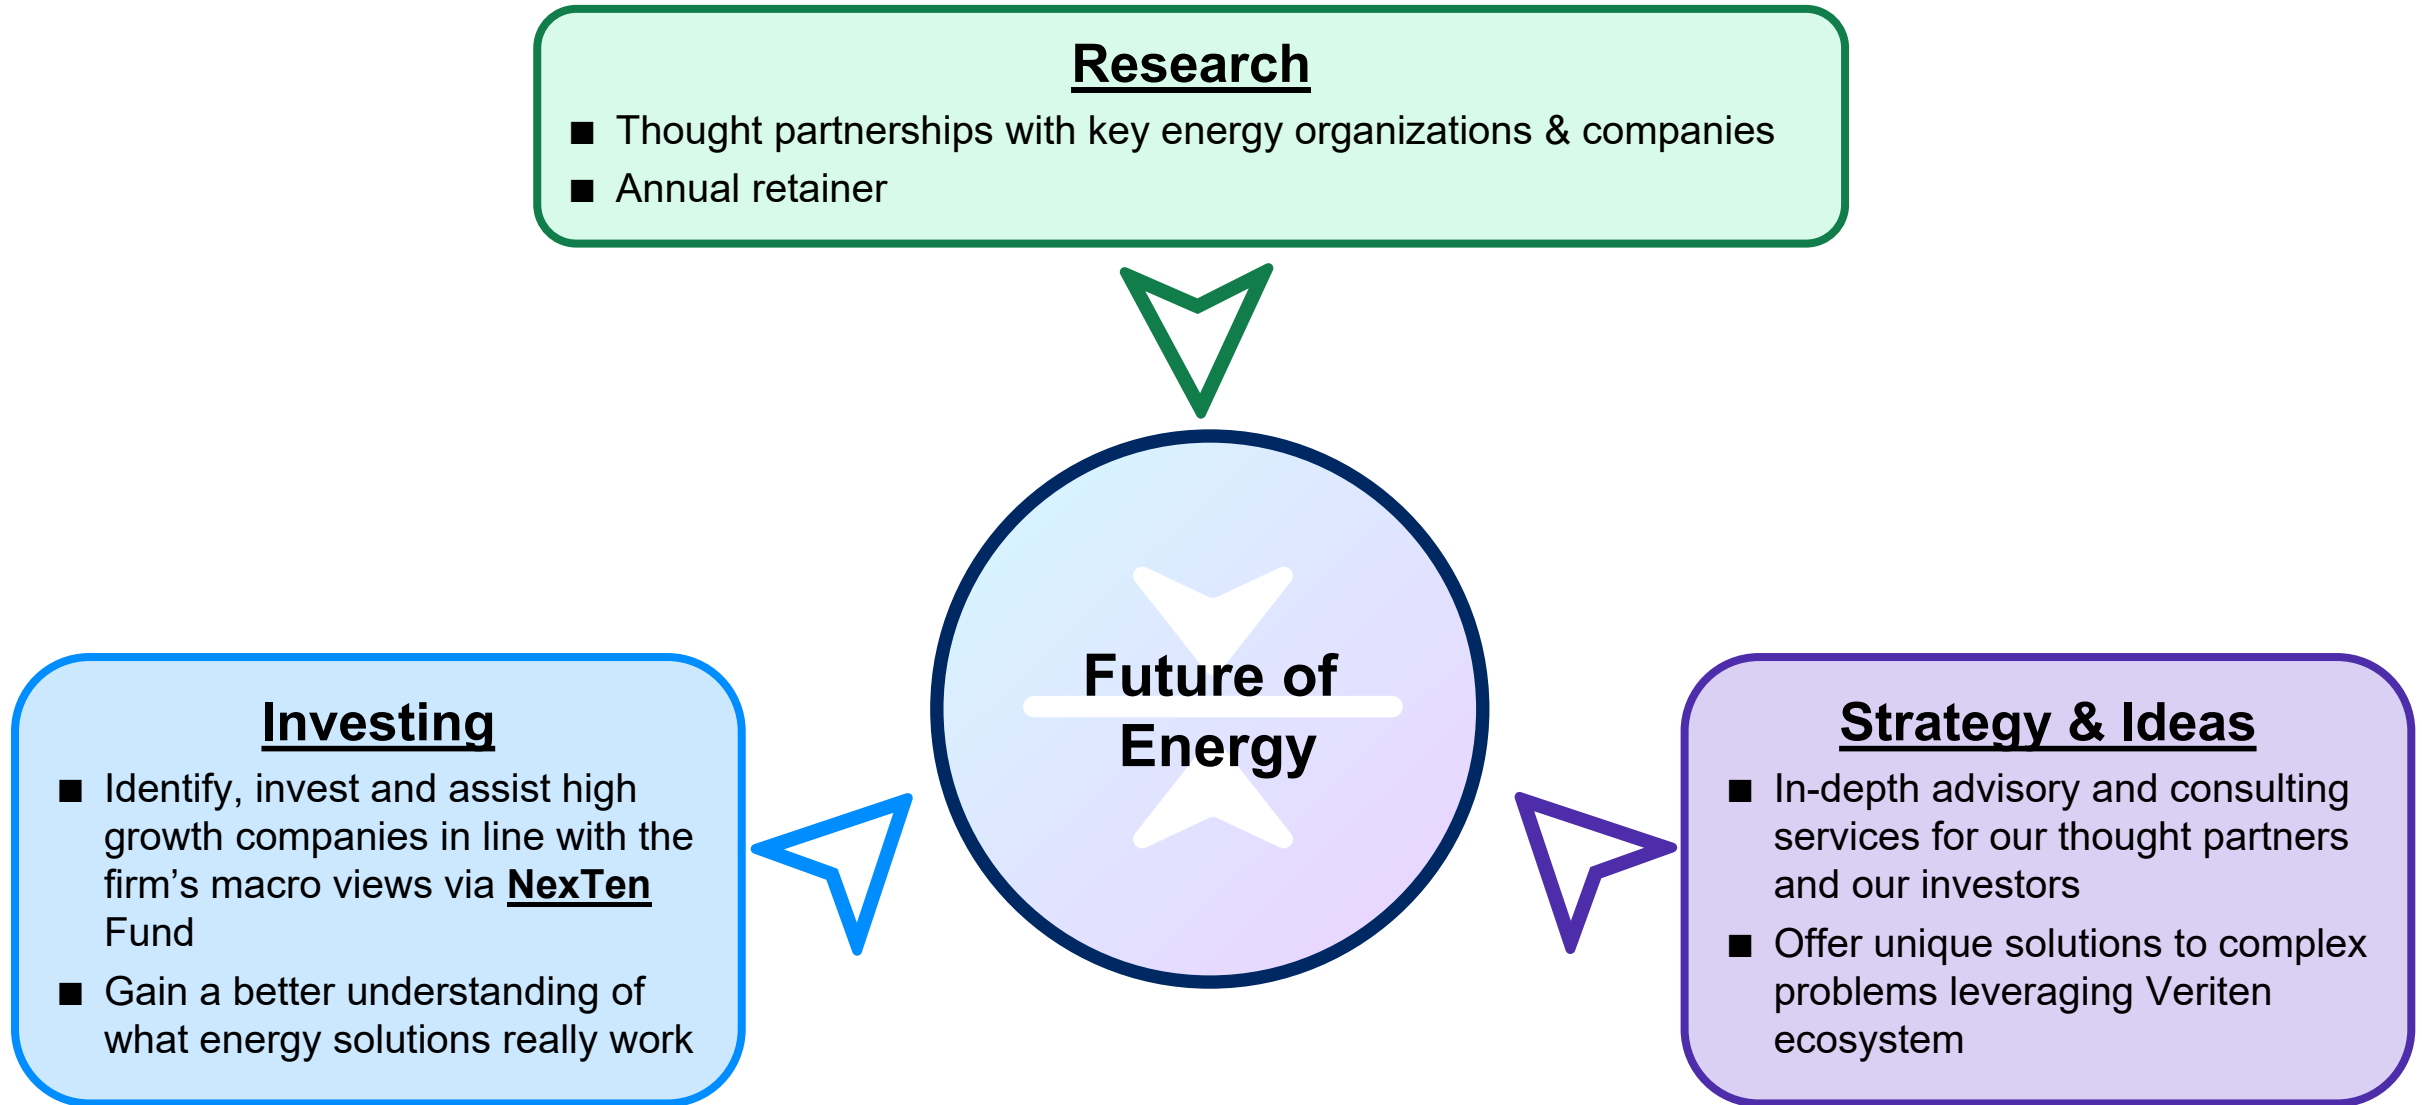 Research
■ Thought partnerships with key energy organizations & companies
■ Annual retainer
Future of
Energy
Investing
■ Identify, invest and assist high
growth companies in line with the
firm’s macro views via NexTen
Fund
■ Gain a better understanding of
what energy solutions really work
Strategy & Ideas
■ In-depth advisory and consulting
services for our thought partners
and our investors
■ Offer unique solutions to complex
problems leveraging Veriten
ecosystem